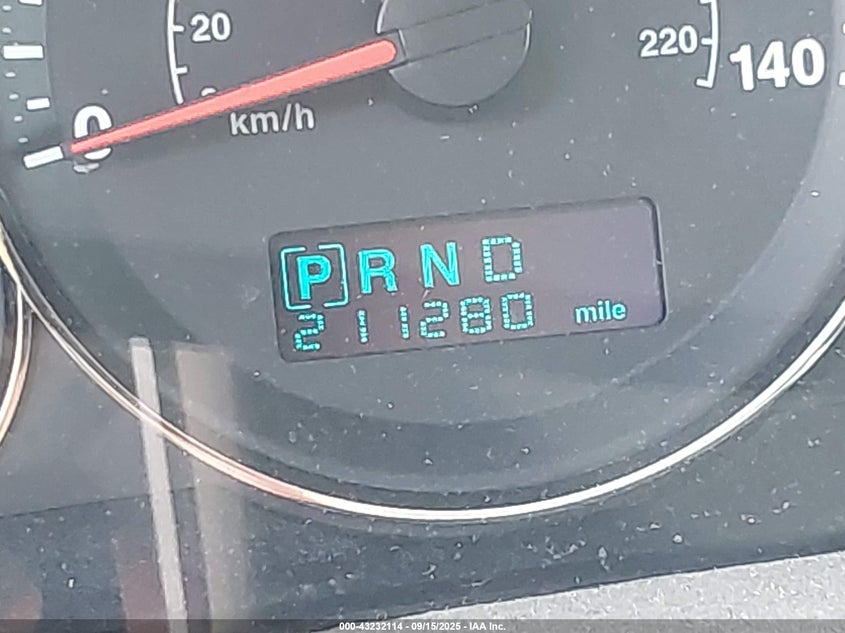 20
220
140
0
km/h
[P] R N D
211280 mile
000-43232114 - 09/15/2025 - IAA Inc.